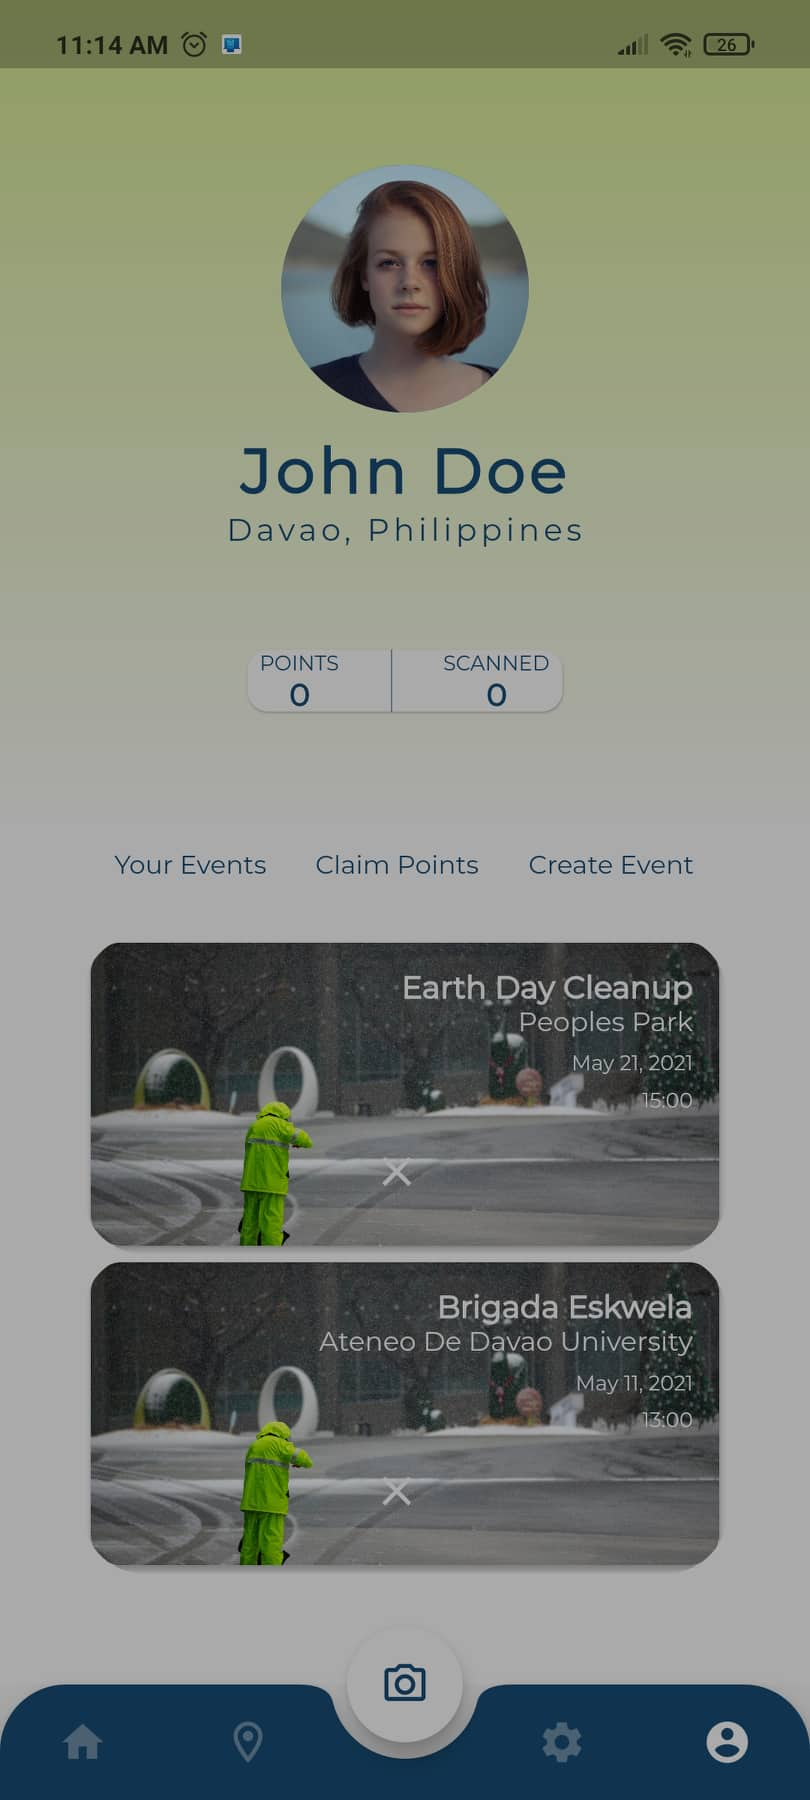 11:14 AM 26
John Doe
Davao, Philippines
POINTS SCANNED
0 0
Your Events Claim Points Create Event
Earth Day Cleanup
Peoples Park
May 21, 2021
15:00
Brigada Eskwela
Ateneo De Davao University
May 11, 2021
13:00